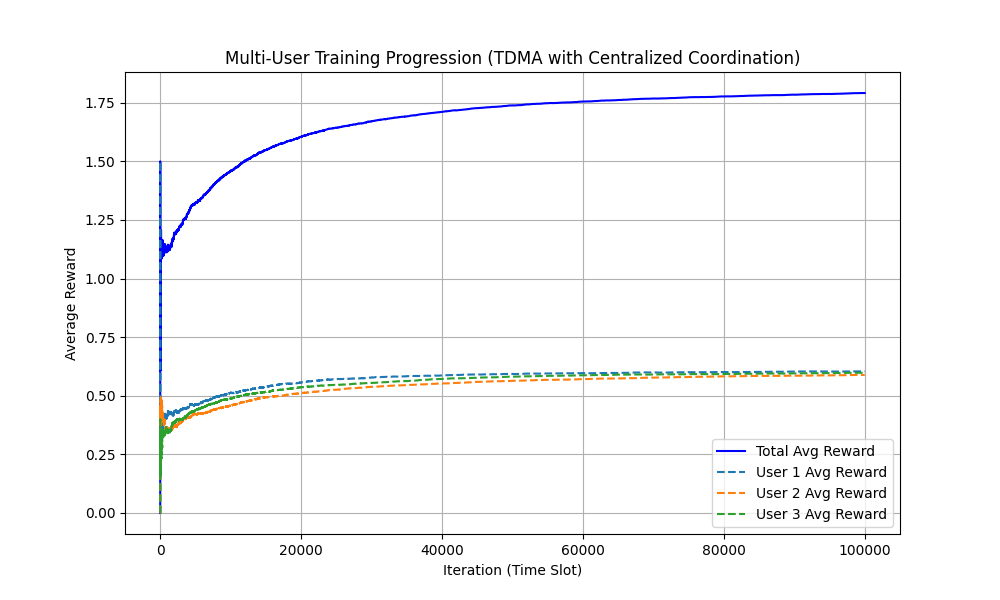 Multi-User Training Progression (TDMA with Centralized Coordination)
1.75
1.50
1.25
1.00
0.75
0.50
0.25
0.00
Average Reward
Total Avg Reward
User 1 Avg Reward
User 2 Avg Reward
User 3 Avg Reward
0 20000 40000 60000 80000 100000
Iteration (Time Slot)